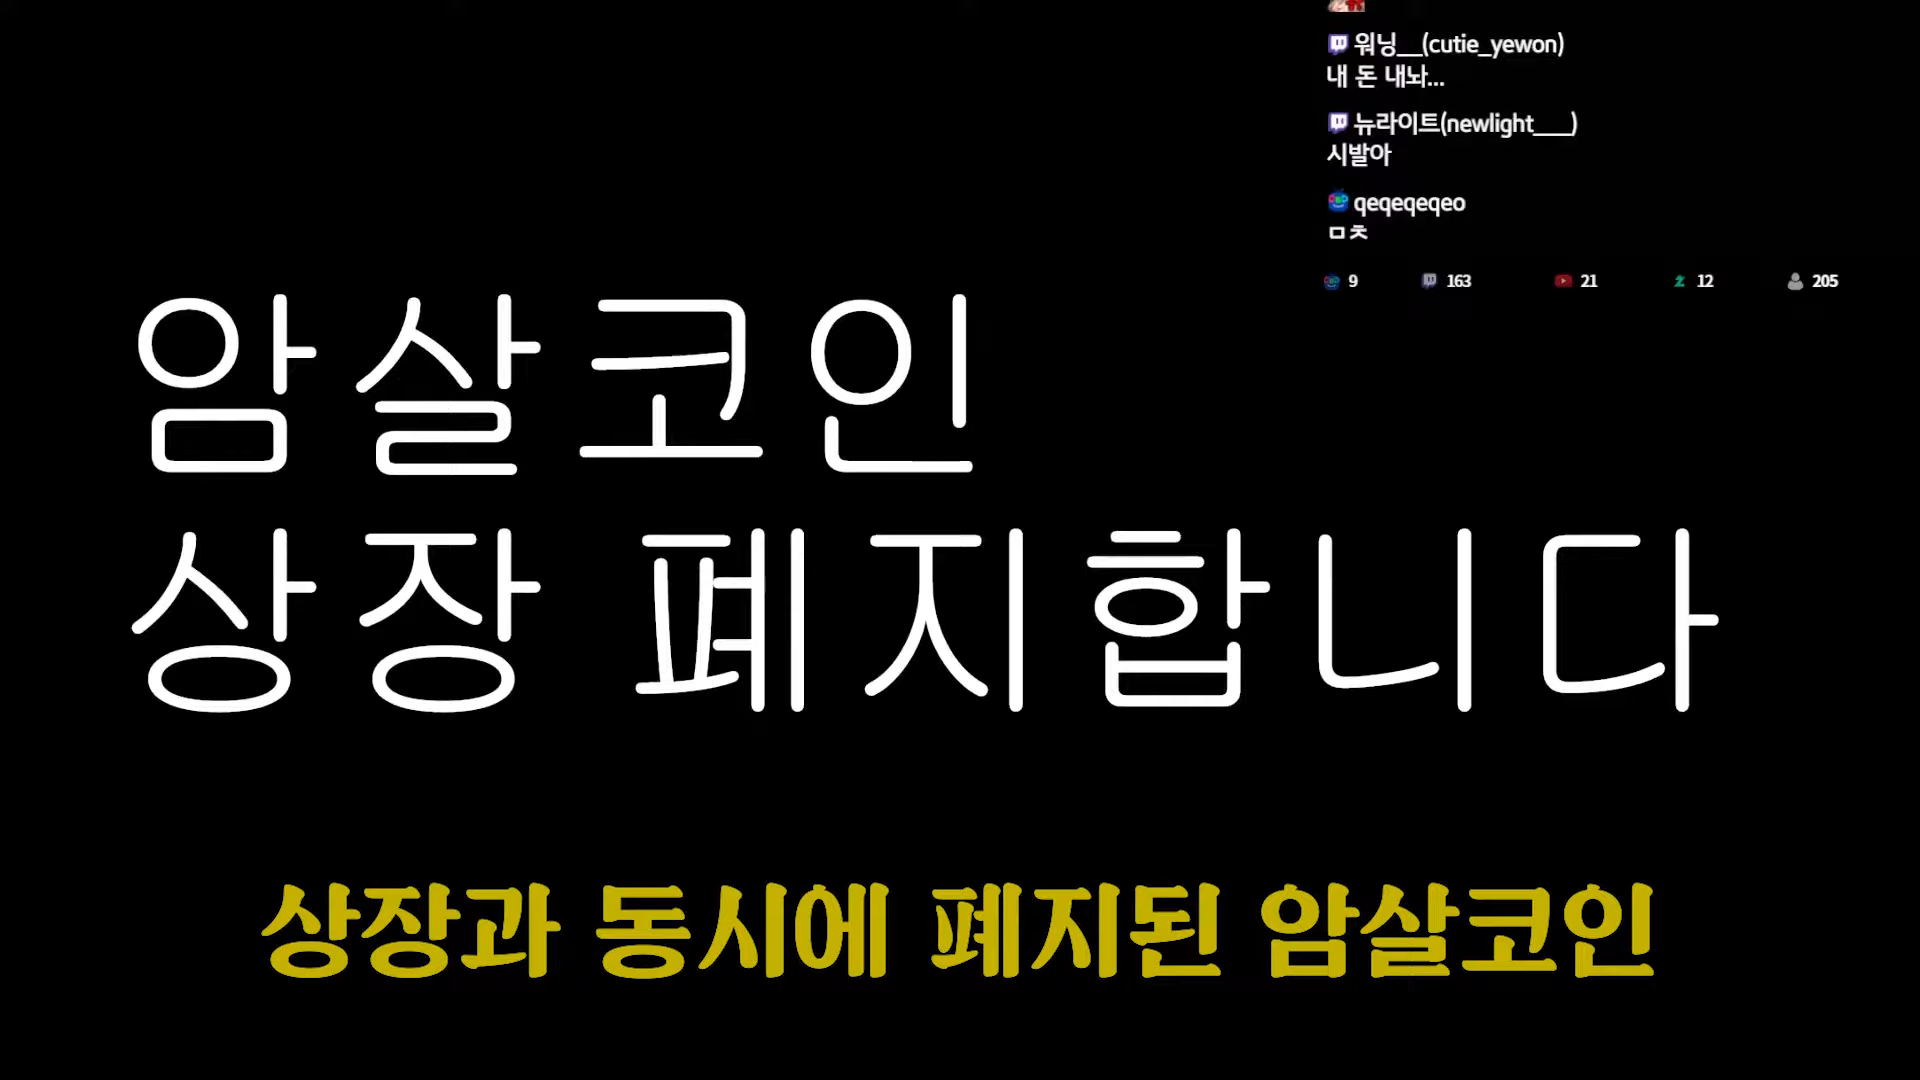 워닝__(cutie_yewon)
내 돈 내놔...
뉴라이트(newlight___)
시발아
qeqeqeqeo
ㅁㅊ
9 163 21 12 205
암살코인
상장 폐지합니다
상장과 동시에 폐지된 암살코인